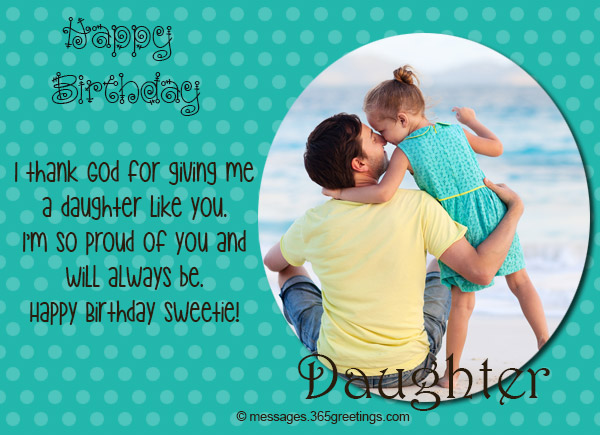 Happy
Birthday
I thank God for giving me
a daughter like you.
I'm so proud of you and
will always be.
Happy Birthday Sweetie!
Daughter
© messages.365greetings.com